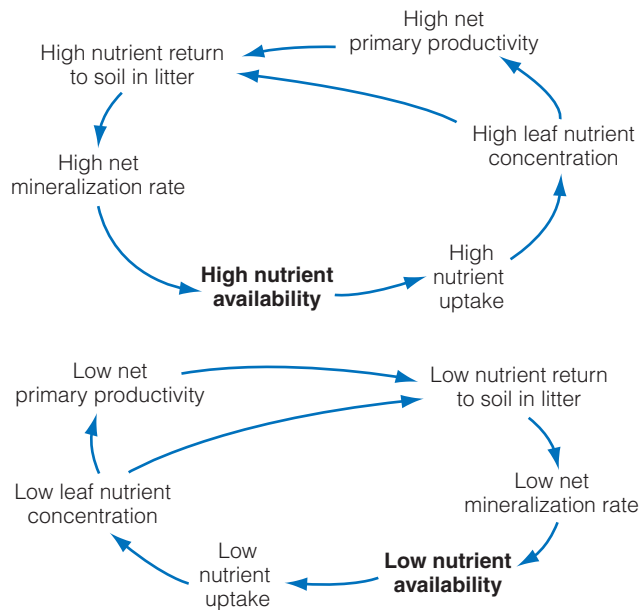 High net
primary productivity
High nutrient return
to soil in litter
High leaf nutrient
concentration
High net
mineralization rate
High
nutrient
uptake
High nutrient
availability
Low net
primary productivity
Low nutrient return
to soil in litter
Low leaf nutrient
concentration
Low net
mineralization rate
Low
nutrient
uptake
Low nutrient
availability